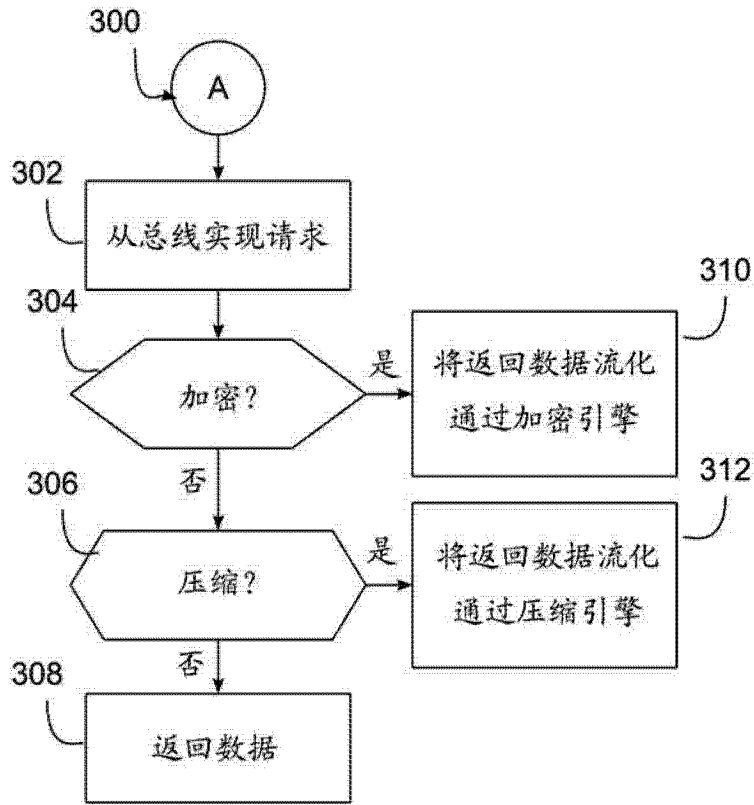 300
A
302
从总线实现请求
304
加密？
是
310
将返回数据流化
通过加密引擎
否
306
压缩？
是
312
将返回数据流化
通过压缩引擎
否
308
返回数据